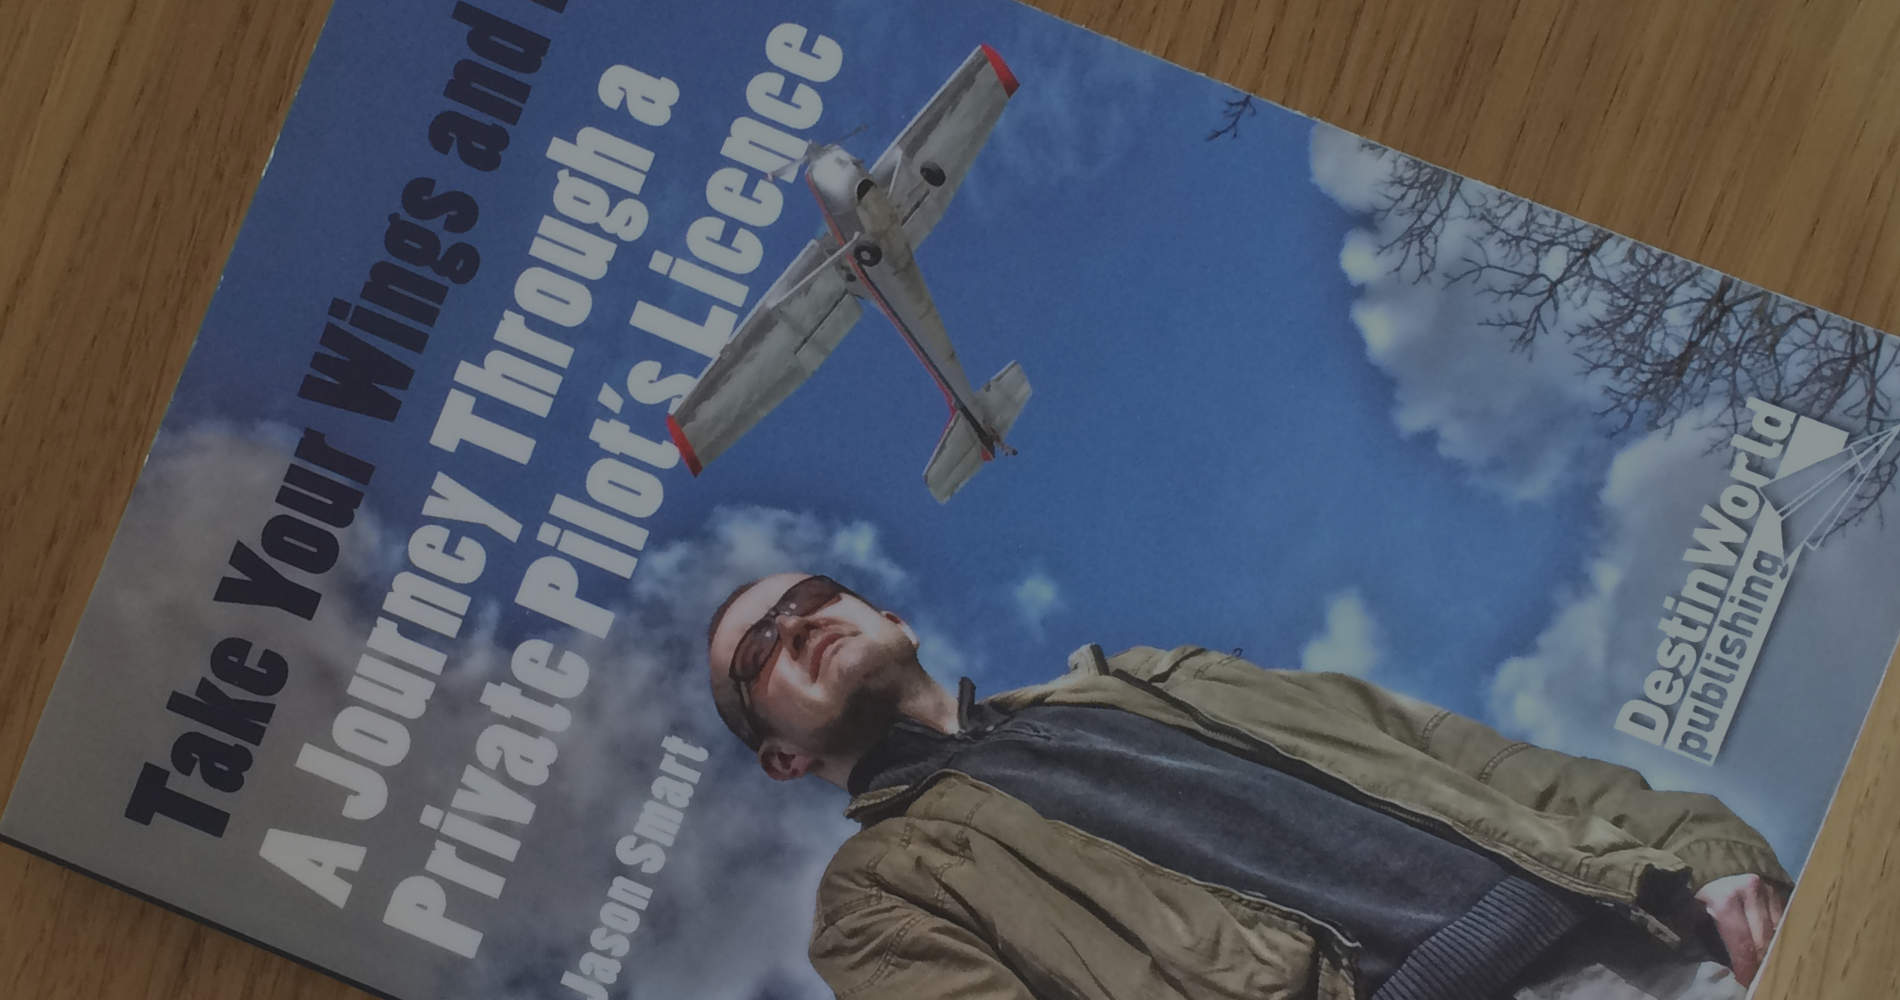 Take Your Wings and
A Journey Through a
Private Pilot's Licence
Jason Smart
DestinWorld
publishing